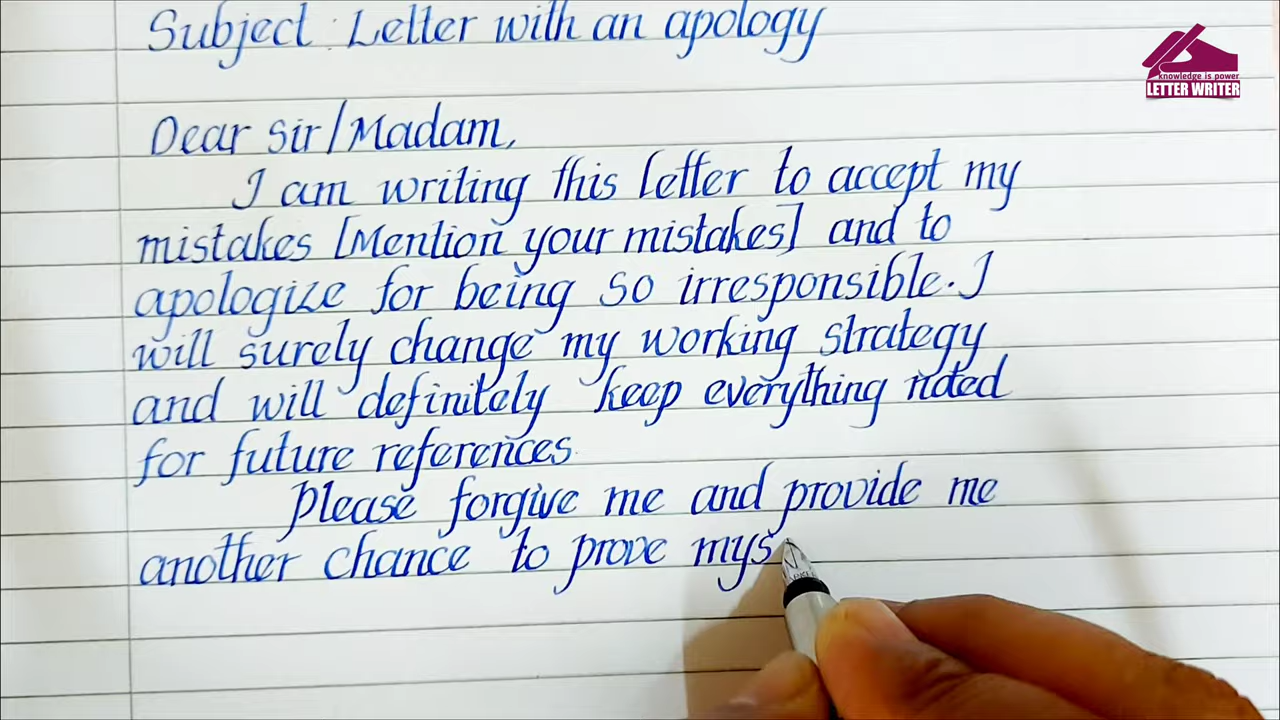 Subject : Letter with an apology
knowledge is power
LETTER WRITER
Dear Sir/Madam,
I am writing this letter to accept my
mistakes [Mention your mistakes] and to
apologize for being so irresponsible. I
will surely change my working strategy
and will definitely keep everything noted
for future references.
Please forgive me and provide me
another chance to prove mys
PARKER